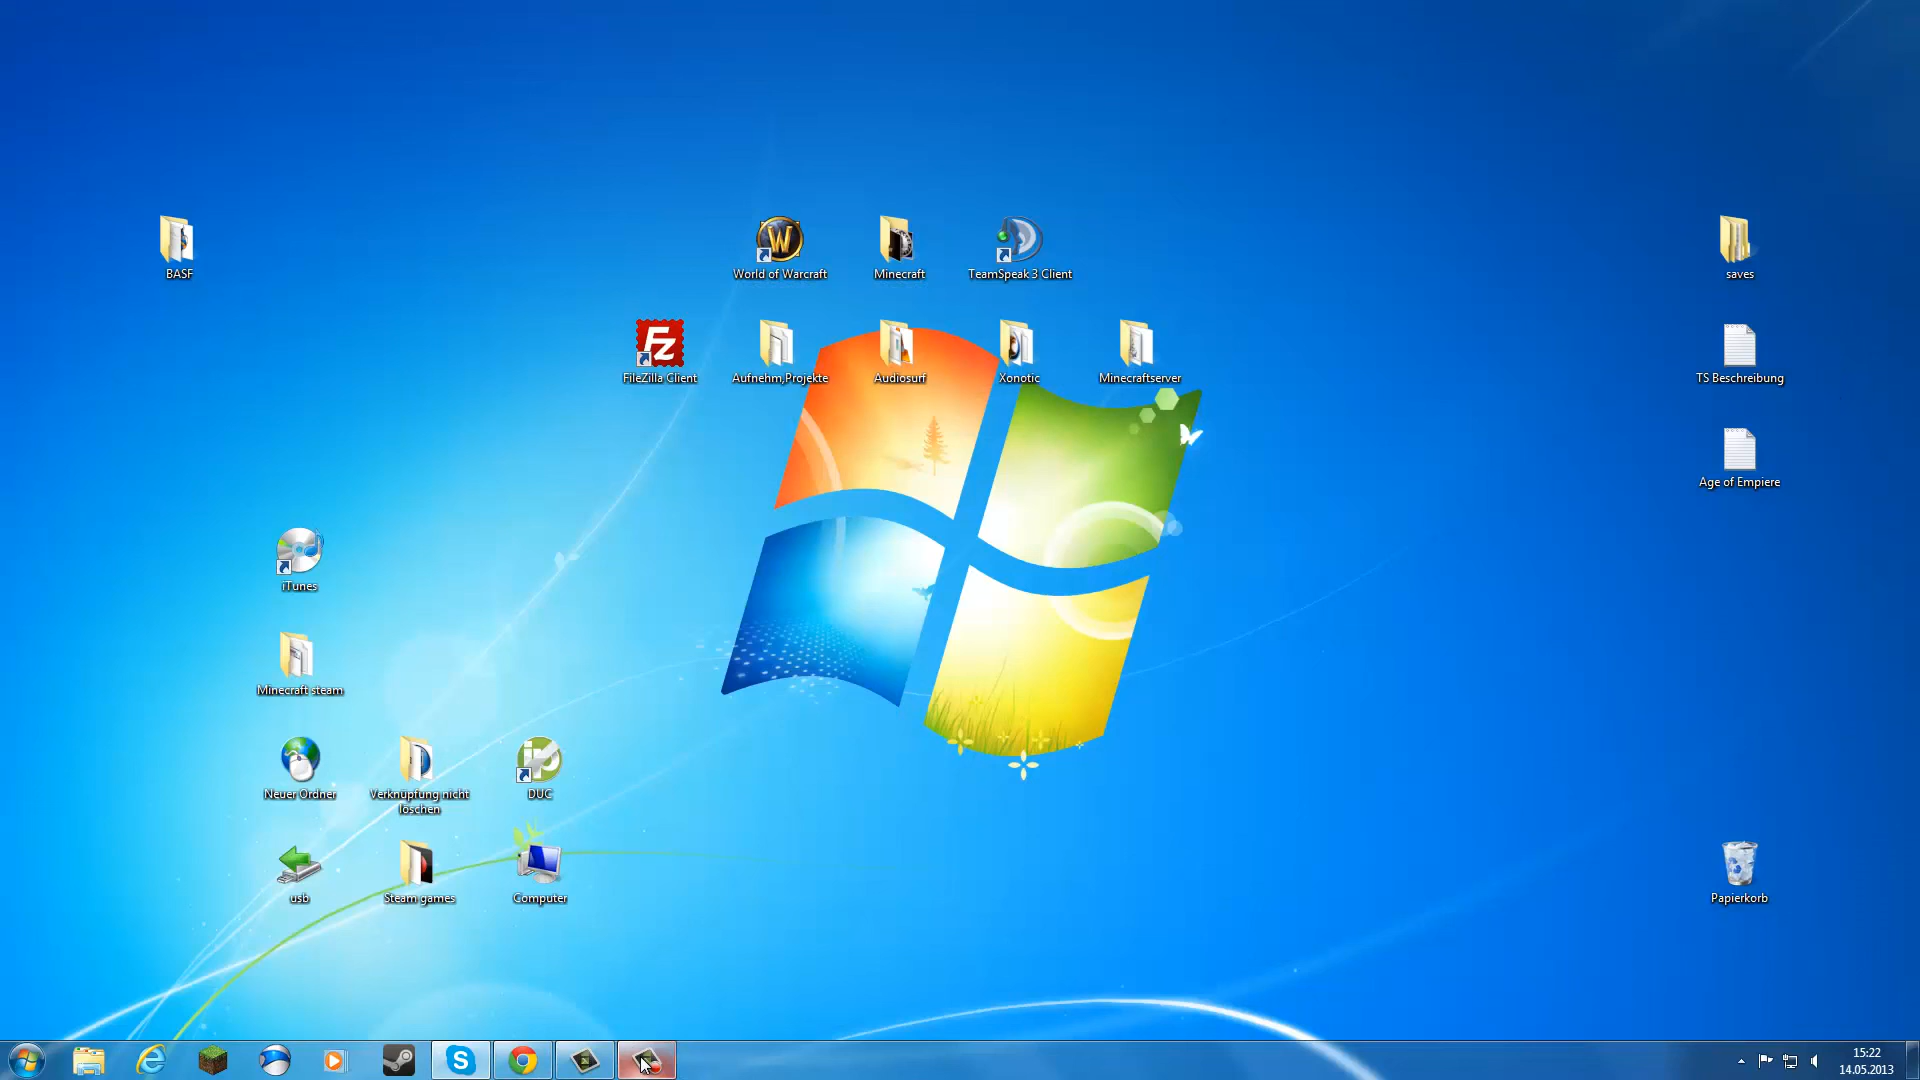 BASF
World of Warcraft
Minecraft
TeamSpeak 3 Client
saves
FileZilla Client
Aufnehm,Projekte
Audiosurf
Xonotic
Minecraftserver
TS Beschreibung
Age of Empiere
iTunes
Minecraft steam
Neuer Ordner
Verknüpfung nicht
löschen
DUC
usb
Steam games
Computer
Papierkorb
15:22
14.05.2013